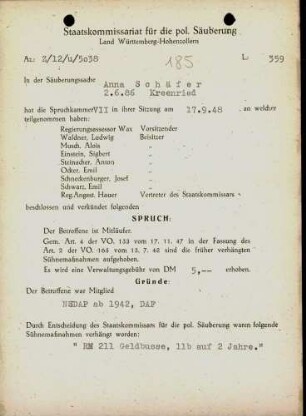 Staatskommissariat für die pol. Säuberung
Land Württemberg-Hohenzollern
Az: 2/12/U/5038 L: 359
185
In der Säuberungssache Anna Schäfer
2.6.86 Kreenried
hat die Spruchkammer VII in ihrer Sitzung am 17.9.48 an welcher
teilgenommen haben:
Regierungsassessor Wax Vorsitzender
Waldner, Ludwig Beisitzer
Musch, Alois "
Einstein, Sigbert "
Steinacher, Anton "
Ocker, Emil "
Schneckenburger, Josef "
Schwarz, Emil "
Reg.Angest. Hauer Vertreter des Staatskommissars
beschlossen und verkündet folgenden
SPRUCH:
Der Betroffene ist Mitläufer.
Gem. Art. 4 der VO. 133 vom 17. 11. 47 in der Fassung des
Art. 2 der VO. 165 vom 13. 7. 48 sind die früher verhängten
Sühnemaßnahmen aufgehoben.
Es wird eine Verwaltungsgebühr von DM 5,-- erhoben.
Gründe:
Der Betroffene war Mitglied
NSDAP ab 1942, DAF
Durch Entscheidung des Staatskommissars für die pol. Säuberung waren folgende
Sühnemaßnahmen verhängt worden:
" RM 211 Geldbusse, 11b auf 2 Jahre."